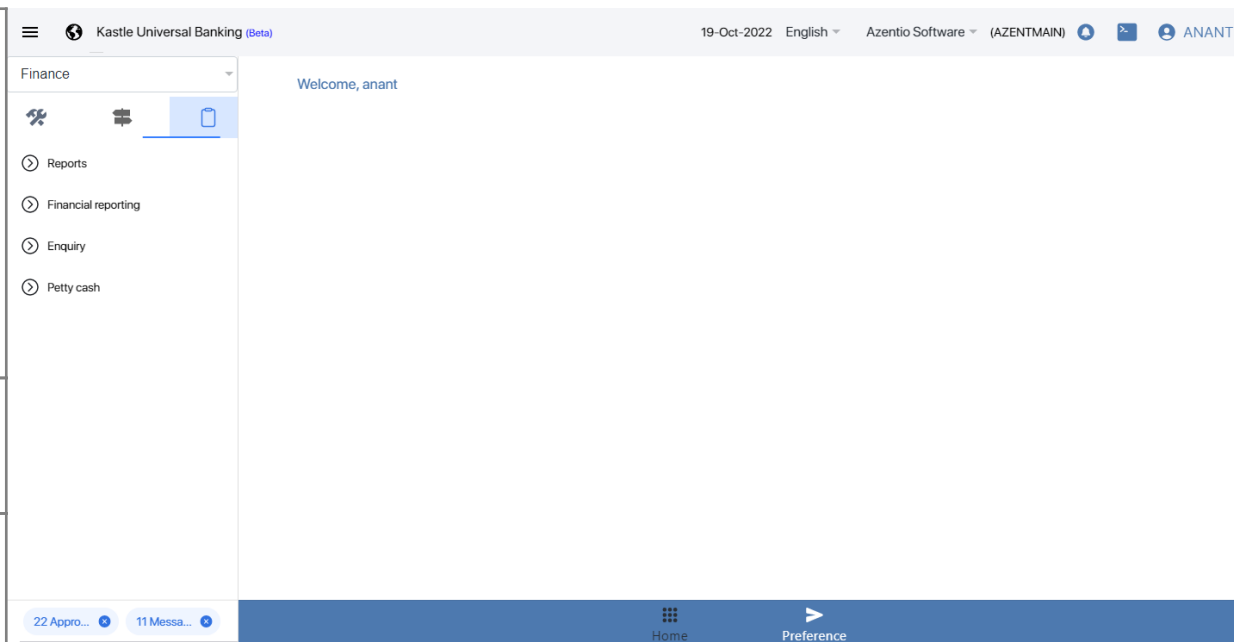 Kastle Universal Banking (Beta) 19-Oct-2022 English Azentio Software (AZENTMAIN) ANANT
Finance
Welcome, anant
Reports
Financial reporting
Enquiry
Petty cash
22 Appro... 11 Messa...
Home Preference